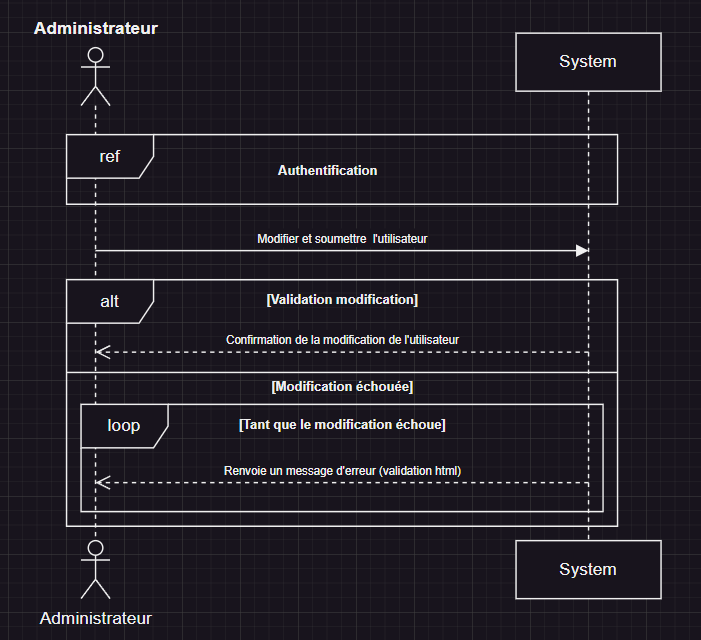 Administrateur
System
ref
Authentification
Modifier et soumettre l'utilisateur
alt
[Validation modification]
Confirmation de la modification de l'utilisateur
[Modification échouée]
loop
[Tant que le modification échoue]
Renvoie un message d'erreur (validation html)
System
Administrateur